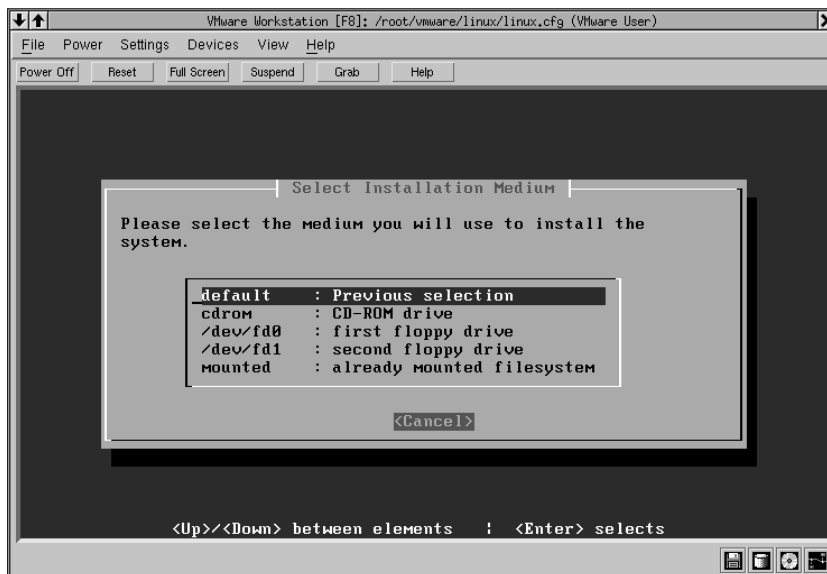 VMware Workstation [F8]: /root/vmware/linux/linux.cfg (VMware User)
File Power Settings Devices View Help
Power Off Reset Full Screen Suspend Grab Help
Select Installation Medium
Please select the medium you will use to install the
system.
default : Previous selection
cdrom : CD-ROM drive
/dev/fd0 : first floppy drive
/dev/fd1 : second floppy drive
mounted : already mounted filesystem
<Cancel>
<Up>/<Down> between elements ¦ <Enter> selects